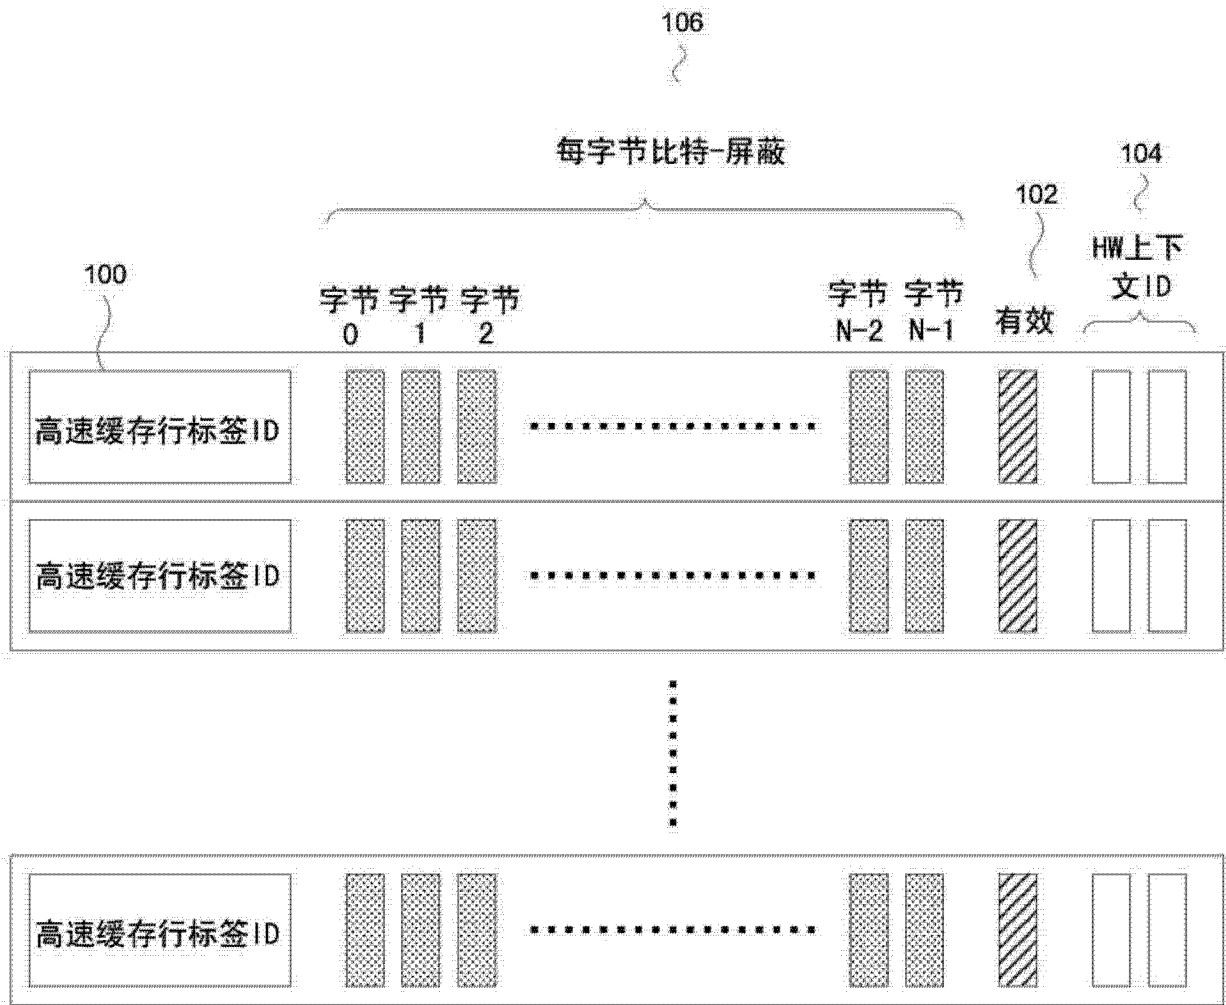 106
每字节比特-屏蔽
104
102
HW上下
文ID
100
字节
0
字节
1
字节
2
字节
N-2
字节
N-1
有效
高速缓存行标签ID
高速缓存行标签ID
高速缓存行标签ID